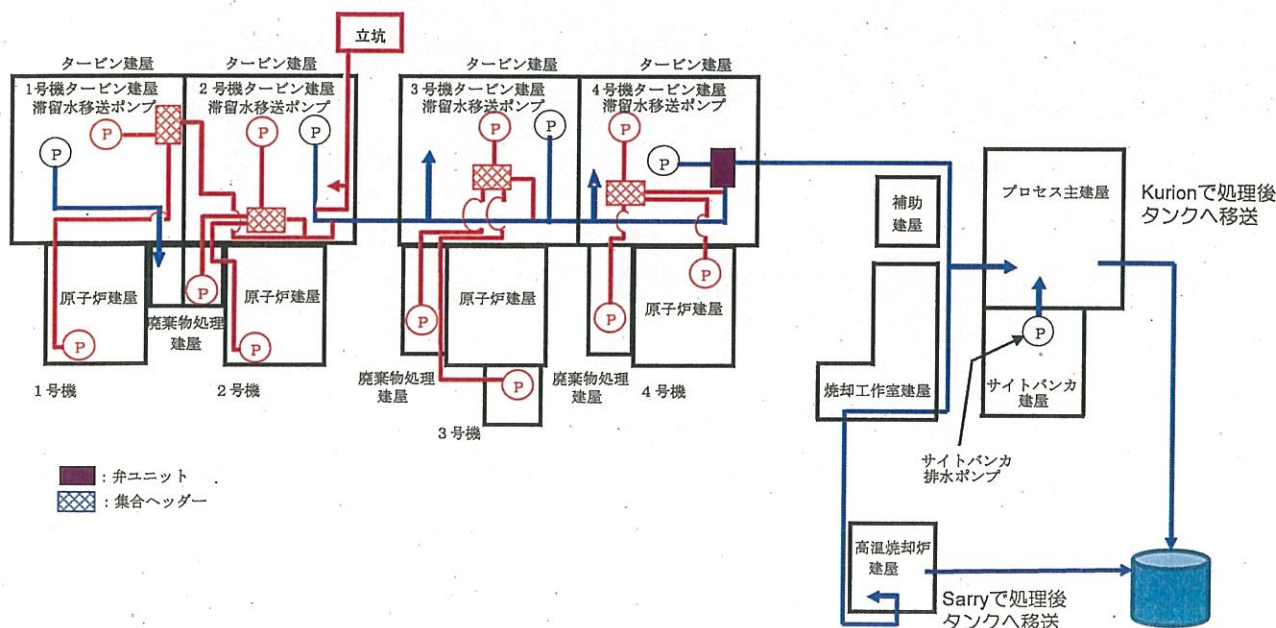 立坑
タービン建屋
タービン建屋
タービン建屋
タービン建屋
1号機タービン建屋
滞留水移送ポンプ
2号機タービン建屋
滞留水移送ポンプ
3号機タービン建屋
滞留水移送ポンプ
4号機タービン建屋
滞留水移送ポンプ
P
P
P
P
P
P
P
P
補助
建屋
プロセス主建屋
Kurionで処理後
タンクへ移送
原子炉建屋
P
原子炉建屋
原子炉建屋
P
原子炉建屋
P
P
P
P
P
廃棄物処理
建屋
廃棄物処理
建屋
廃棄物処理
建屋
P
1号機
2号機
3号機
4号機
焼却工作室建屋
P
サイトバンカ
建屋
サイトバンカ
排水ポンプ
:弁ユニット
:集合ヘッダー
高温焼却炉
建屋
Sarryで処理後
タンクへ移送